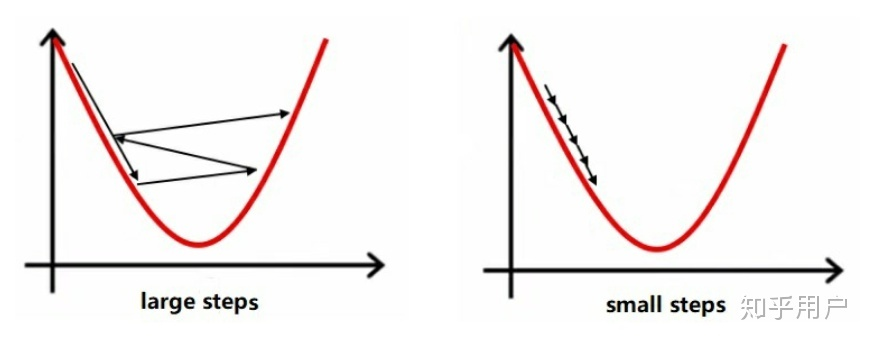 large steps
small steps
知乎用户